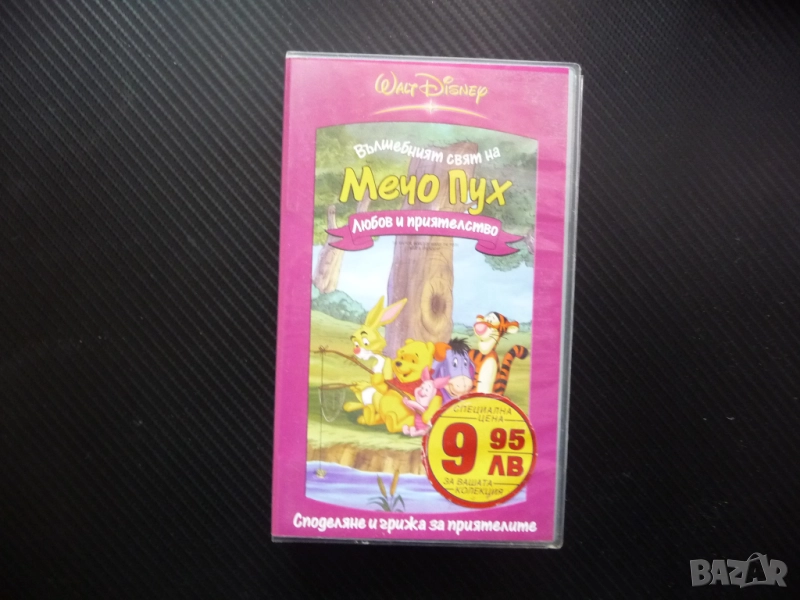 Walt Disney
Вълшебният свят на
Мечо Пух
Любов и приятелство
СПЕЦИАЛНА
ЦЕНА
9 95
ЛВ
ЗА ВАШАТА
КОЛЕКЦИЯ
Споделяне и грижа за приятелите
BAZAR